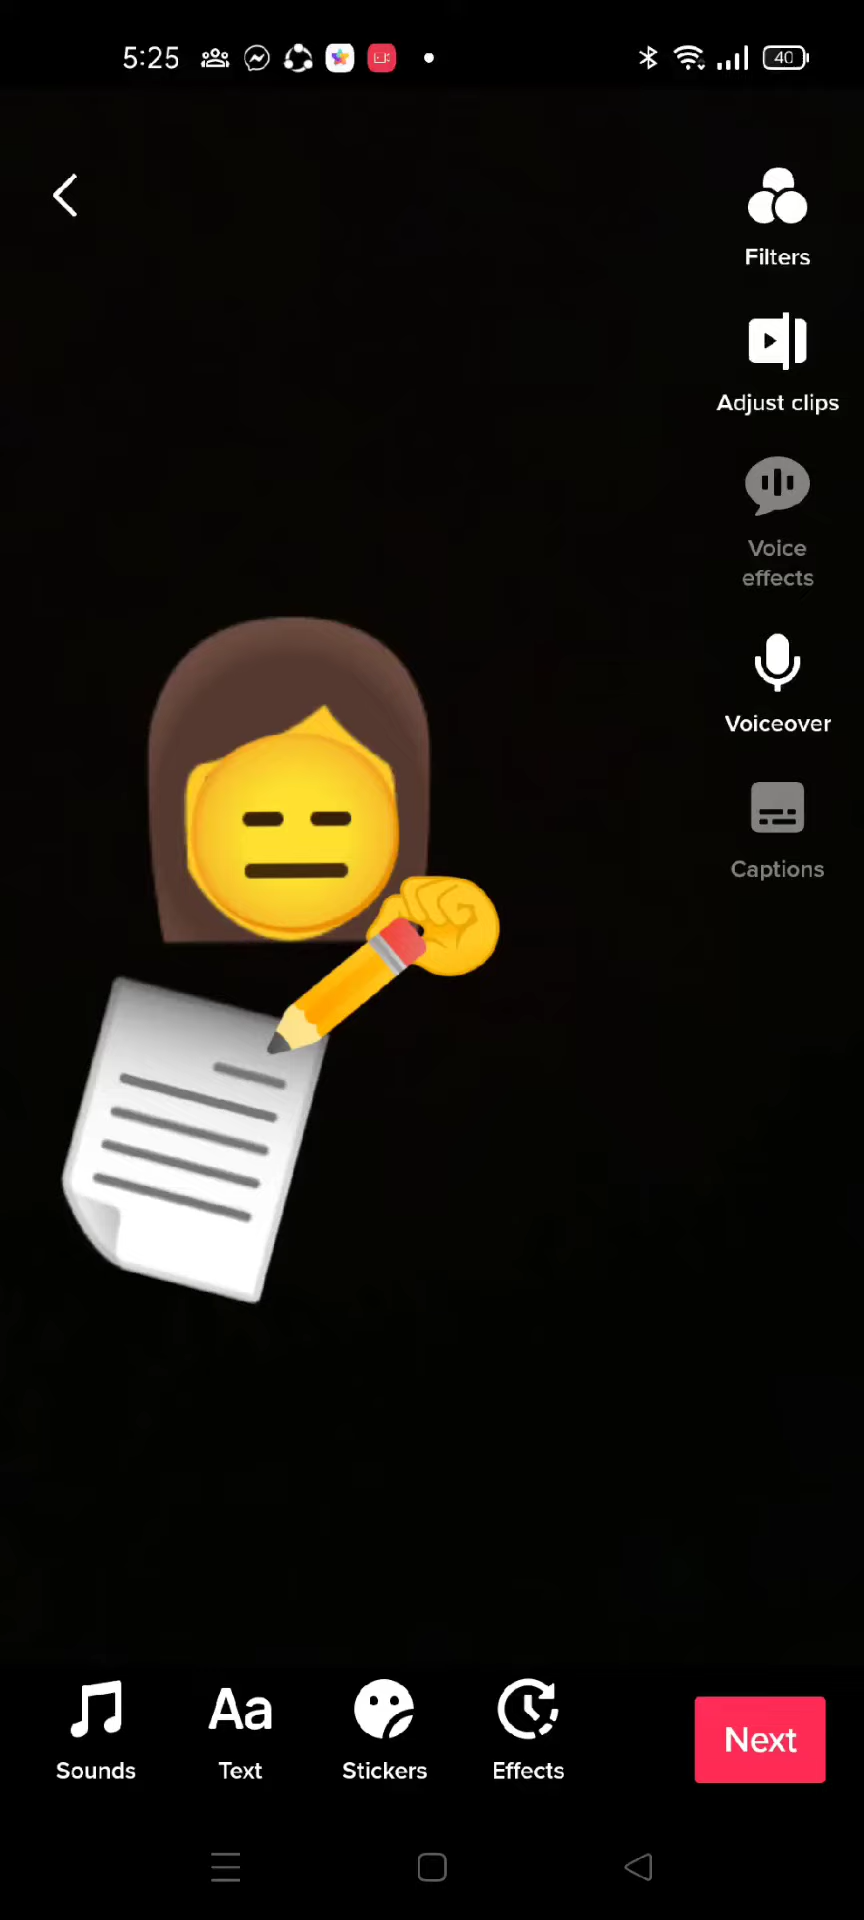 5:25
40
Filters
Adjust clips
Voice
effects
Voiceover
Captions
Aa
Sounds
Text
Stickers
Effects
Next